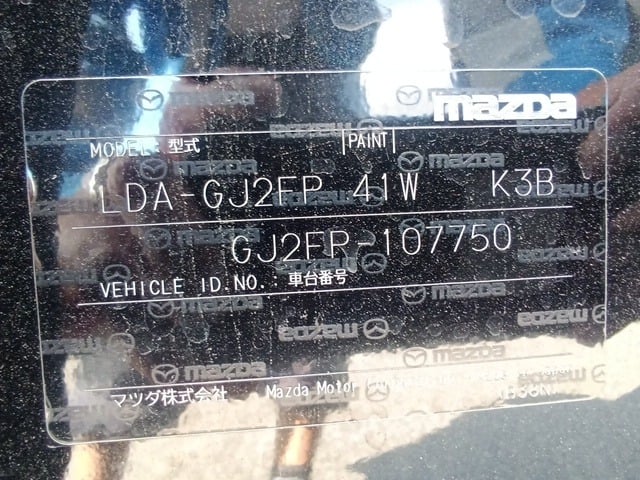 mazda
MODEL: 型式 PAINT
LDA-GJ2FP 41W K3B
GJ2FP-107750
VEHICLE ID.NO.: 車台番号
マツダ株式会社 Mazda Motor